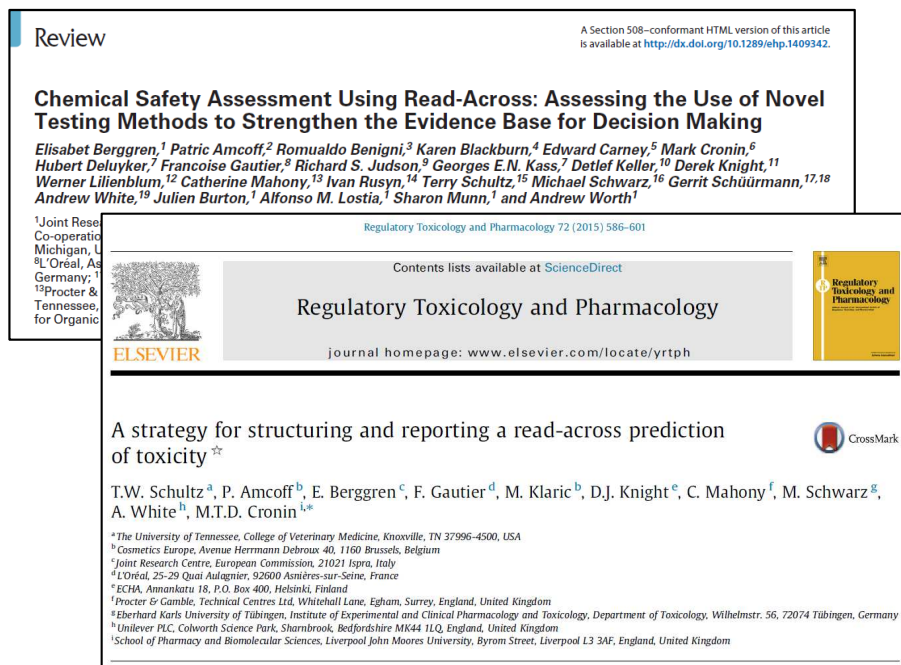 Review
A Section 508–conformant HTML version of this article
is available at http://dx.doi.org/10.1289/ehp.1409342.
Chemical Safety Assessment Using Read-Across: Assessing the Use of Novel
Testing Methods to Strengthen the Evidence Base for Decision Making
Elisabet Berggren,1 Patric Amcoff,2 Romualdo Benigni,3 Karen Blackburn,4 Edward Carney,5 Mark Cronin,6
Hubert Deluyker,7 Francoise Gautier,8 Richard S. Judson,9 Georges E.N. Kass,7 Detlef Keller,10 Derek Knight,11
Werner Lilienblum,12 Catherine Mahony,13 Ivan Rusyn,14 Terry Schultz,15 Michael Schwarz,16 Gerrit Schüürmann,17,18
Andrew White,19 Julien Burton,1 Alfonso M. Lostia,1 Sharon Munn,1 and Andrew Worth1
1Joint Resea
Co-operatio
Michigan, U
8L'Oréal, As
Germany; 1
13Procter &
Tennessee,
for Organic
Regulatory Toxicology and Pharmacology 72 (2015) 586–601
Contents lists available at ScienceDirect
Regulatory Toxicology and Pharmacology
journal homepage: www.elsevier.com/locate/yrtph
ELSEVIER
Regulatory
Toxicology and
Pharmacology
A strategy for structuring and reporting a read-across prediction
of toxicity ☆
CrossMark
T.W. Schultz a, P. Amcoff b, E. Berggren c, F. Gautier d, M. Klaric b, D.J. Knight e, C. Mahony f, M. Schwarz g,
A. White h, M.T.D. Cronin i,*
a The University of Tennessee, College of Veterinary Medicine, Knoxville, TN 37996-4500, USA
b Cosmetics Europe, Avenue Herrmann Debroux 40, 1160 Brussels, Belgium
c Joint Research Centre, European Commission, 21021 Ispra, Italy
d L'Oréal, 25-29 Quai Aulagnier, 92600 Asnières-sur-Seine, France
e ECHA, Annankatu 18, P.O. Box 400, Helsinki, Finland
f Procter & Gamble, Technical Centres Ltd, Whitehall Lane, Egham, Surrey, England, United Kingdom
g Eberhard Karls University of Tübingen, Institute of Experimental and Clinical Pharmacology and Toxicology, Department of Toxicology, Wilhelmstr. 56, 72074 Tübingen, Germany
h Unilever PLC, Colworth Science Park, Sharnbrook, Bedfordshire MK44 1LQ, England, United Kingdom
i School of Pharmacy and Biomolecular Sciences, Liverpool John Moores University, Byrom Street, Liverpool L3 3AF, England, United Kingdom